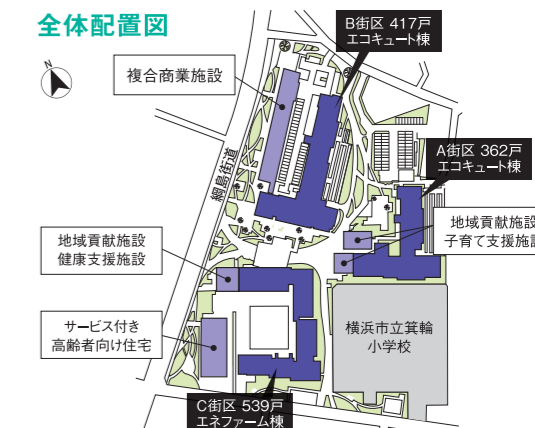 全体配置図
N
B街区 417戸
エコキュート棟
複合商業施設
綱島街道
A街区 362戸
エコキュート棟
地域貢献施設
子育て支援施設
地域貢献施設
健康支援施設
サービス付き
高齢者向け住宅
横浜市立箕輪
小学校
C街区 539戸
エネファーム棟